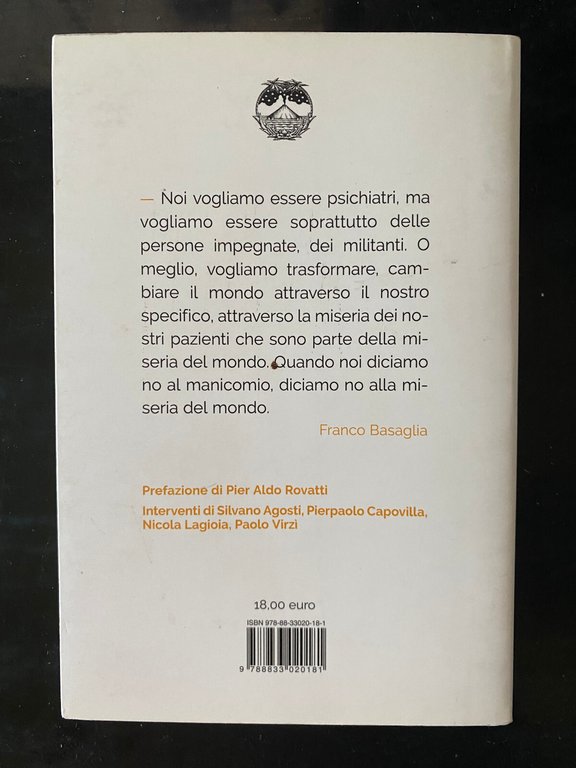 — Noi vogliamo essere psichiatri, ma
vogliamo essere soprattutto delle
persone impegnate, dei militanti. O
meglio, vogliamo trasformare, cam-
biare il mondo attraverso il nostro
specifico, attraverso la miseria dei no-
stri pazienti che sono parte della mi-
seria del mondo. Quando noi diciamo
no al manicomio, diciamo no alla mi-
seria del mondo.
Franco Basaglia
Prefazione di Pier Aldo Rovatti
Interventi di Silvano Agosti, Pierpaolo Capovilla,
Nicola Lagioia, Paolo Virzì
18,00 euro
ISBN 978-88-33020-18-1
9 788833 020181